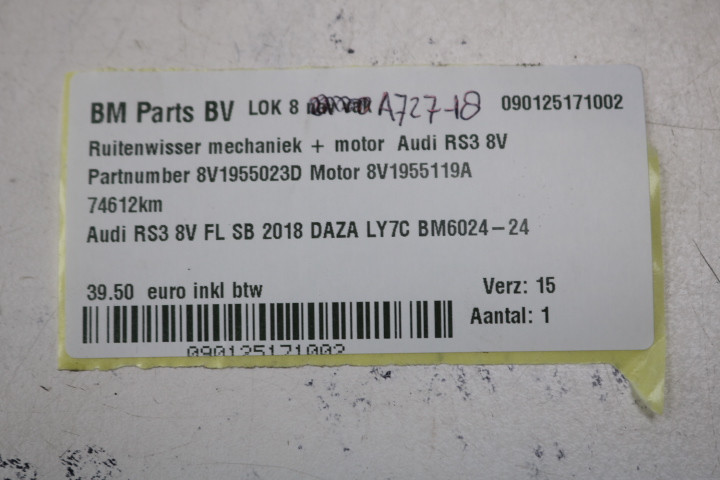 BM Parts BV LOK 8 A727-18 090125171002
Ruitenwisser mechaniek + motor Audi RS3 8V
Partnumber 8V1955023D Motor 8V1955119A
74612km
Audi RS3 8V FL SB 2018 DAZA LY7C BM6024-24
39.50 euro inkl btw Verz: 15
Aantal: 1
090125171002